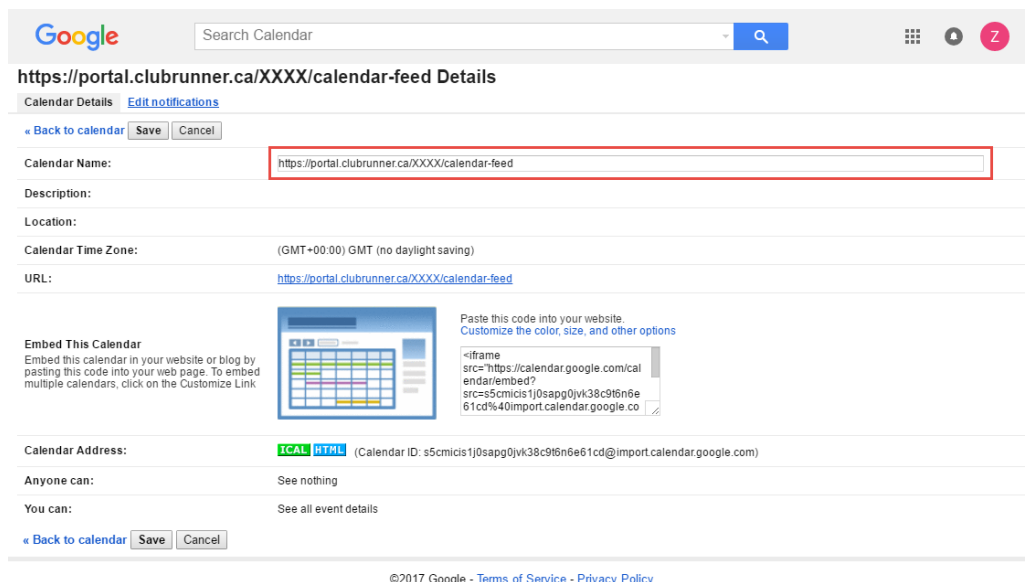 Google
Search Calendar
Z
https://portal.clubrunner.ca/XXXX/calendar-feed Details
Calendar Details Edit notifications
« Back to calendar Save Cancel
Calendar Name: https://portal.clubrunner.ca/XXXX/calendar-feed
Description:
Location:
Calendar Time Zone: (GMT+00:00) GMT (no daylight saving)
URL: https://portal.clubrunner.ca/XXXX/calendar-feed
Embed This Calendar
Embed this calendar in your website or blog by
pasting this code into your web page. To embed
multiple calendars, click on the Customize Link
Paste this code into your website.
Customize the color, size, and other options
<iframe
src="https://calendar.google.com/cal
endar/embed?
src=s5cmicis1j0sapg0jvk38c9t6n6e
61cd%40import.calendar.google.co
Calendar Address: ICAL HTML (Calendar ID: s5cmicis1j0sapg0jvk38c9t6n6e61cd@import.calendar.google.com)
Anyone can: See nothing
You can: See all event details
« Back to calendar Save Cancel
©2017 Google - Terms of Service - Privacy Policy